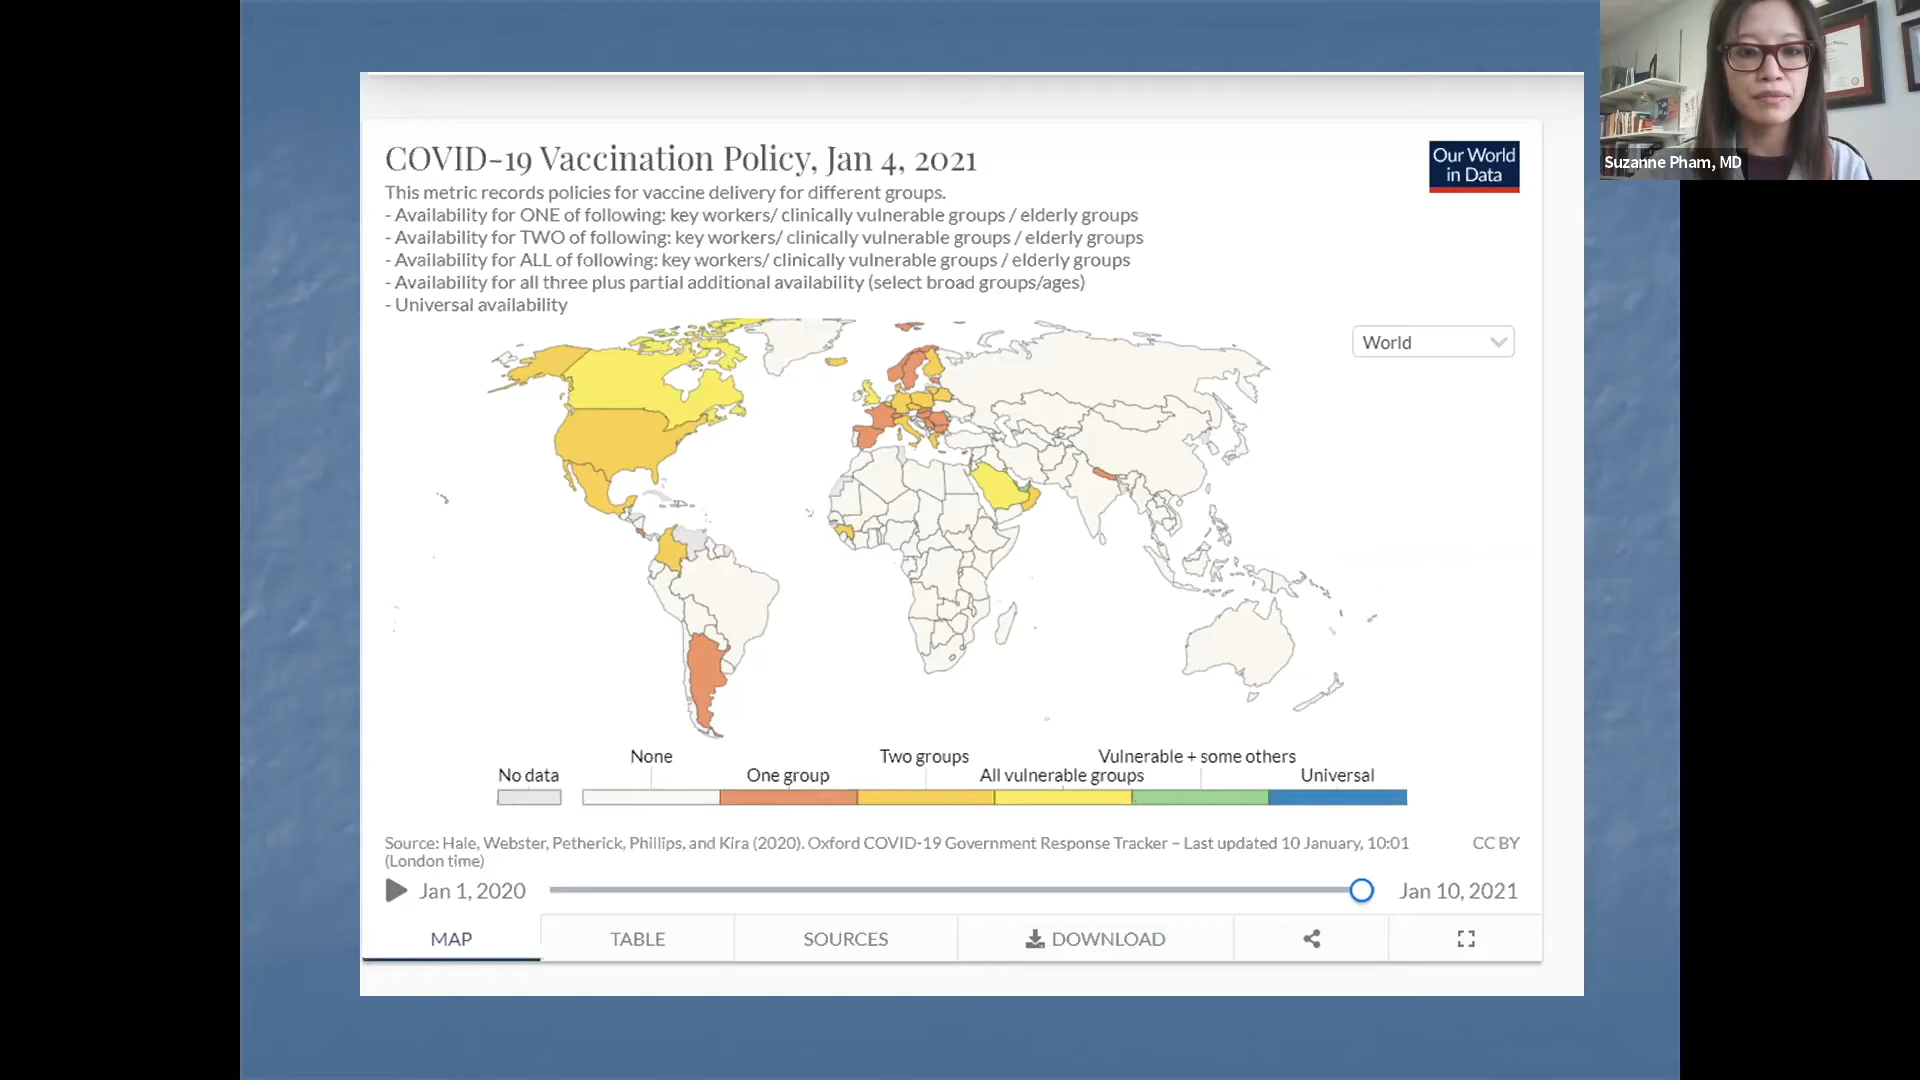 COVID-19 Vaccination Policy, Jan 4, 2021
This metric records policies for vaccine delivery for different groups.
- Availability for ONE of following: key workers/ clinically vulnerable groups / elderly groups
- Availability for TWO of following: key workers/ clinically vulnerable groups / elderly groups
- Availability for ALL of following: key workers/ clinically vulnerable groups / elderly groups
- Availability for all three plus partial additional availability (select broad groups/ages)
- Universal availability
Our World
in Data
Suzanne Pham, MD
World
No data
None
One group
Two groups
All vulnerable groups
Vulnerable + some others
Universal
Source: Hale, Webster, Petherick, Phillips, and Kira (2020). Oxford COVID-19 Government Response Tracker – Last updated 10 January, 10:01
(London time)
CC BY
Jan 1, 2020
Jan 10, 2021
MAP
TABLE
SOURCES
DOWNLOAD